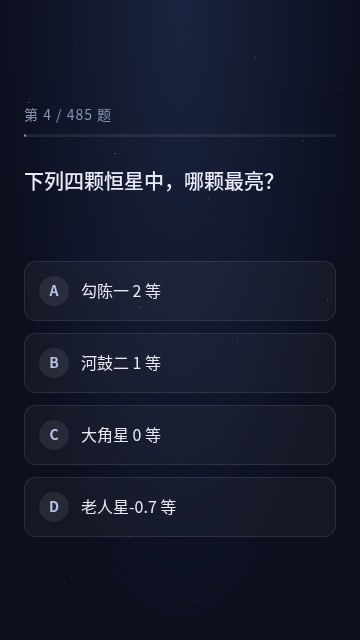 第 4 / 485 题
下列四颗恒星中，哪颗最亮？
A 勾陈一 2 等
B 河鼓二 1 等
C 大角星 0 等
D 老人星-0.7 等